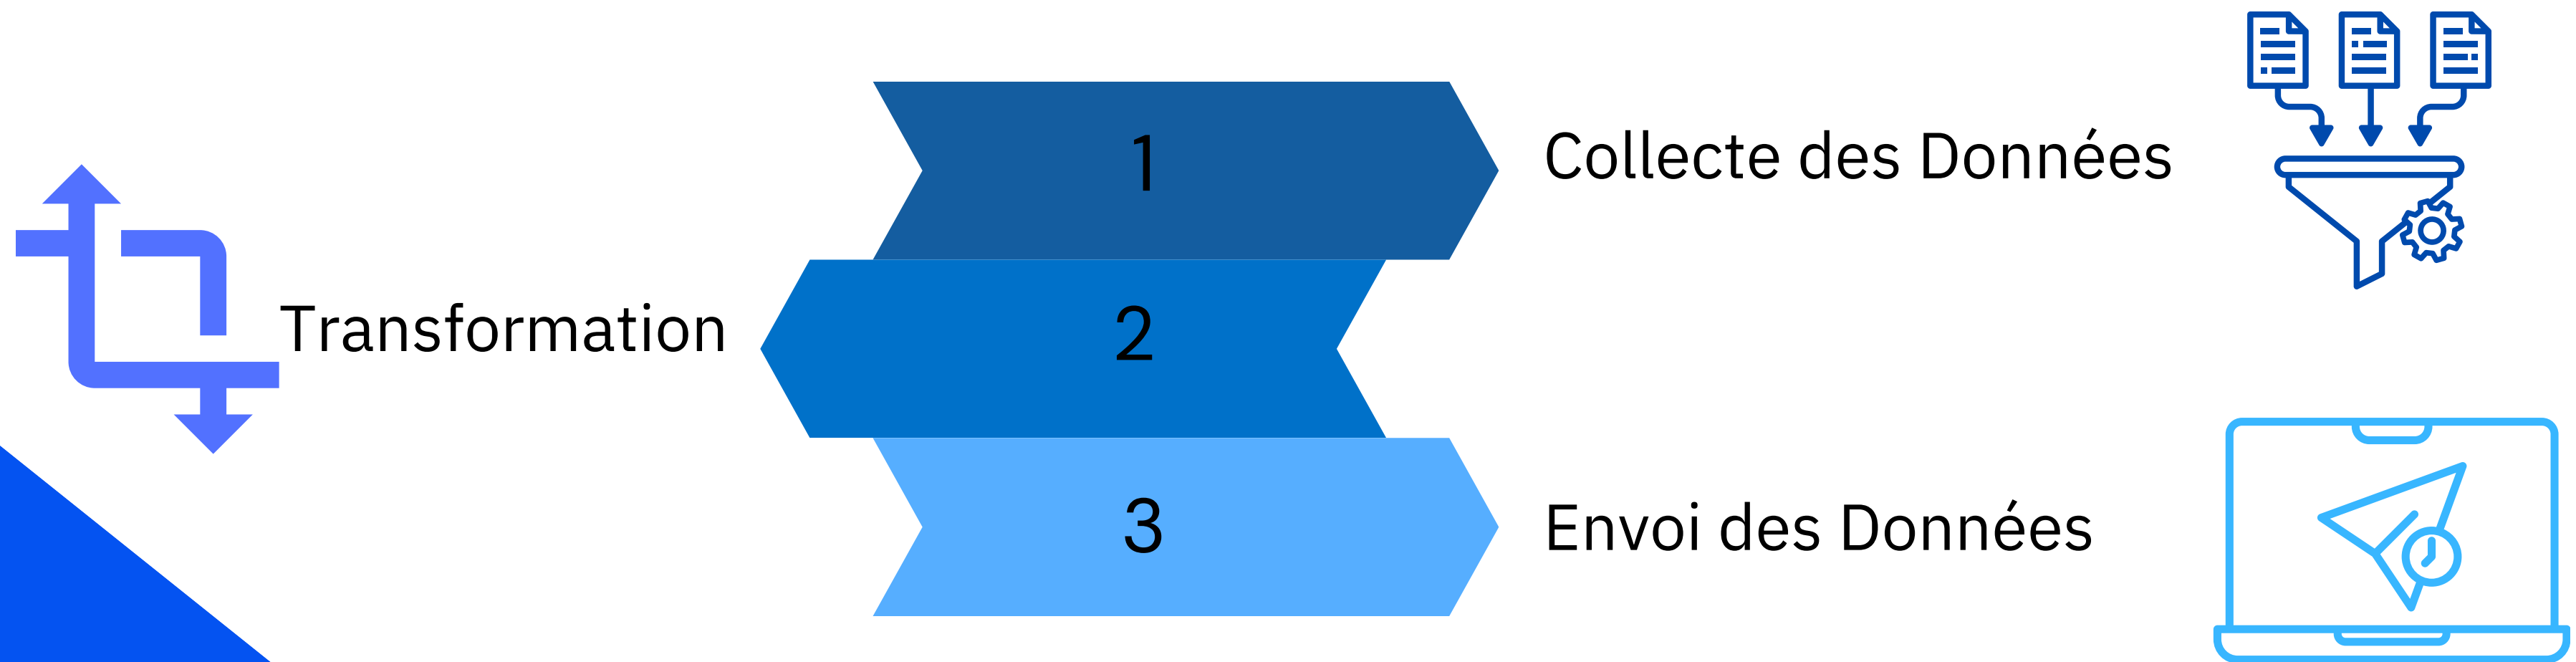 1
Collecte des Données
Transformation
2
3
Envoi des Données